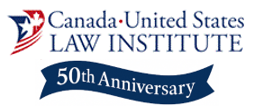 Canada·United States
LAW INSTITUTE
50th Anniversary